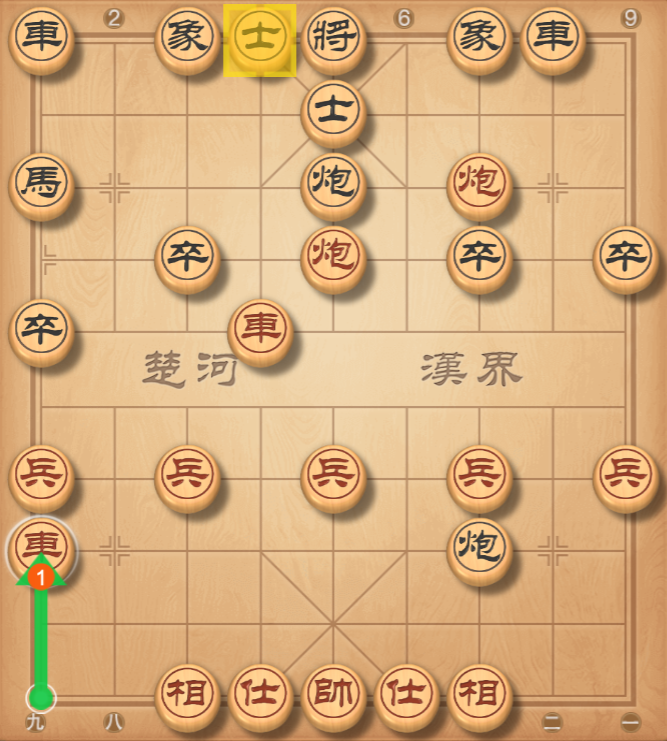 2 6 9
車 象 士 將 象 車
士
馬 炮 炮
卒 炮 卒 卒
卒 車
楚河 漢界
兵 兵 兵 兵 兵
車 炮
1
相 仕 帥 仕 相
九 八 二 一